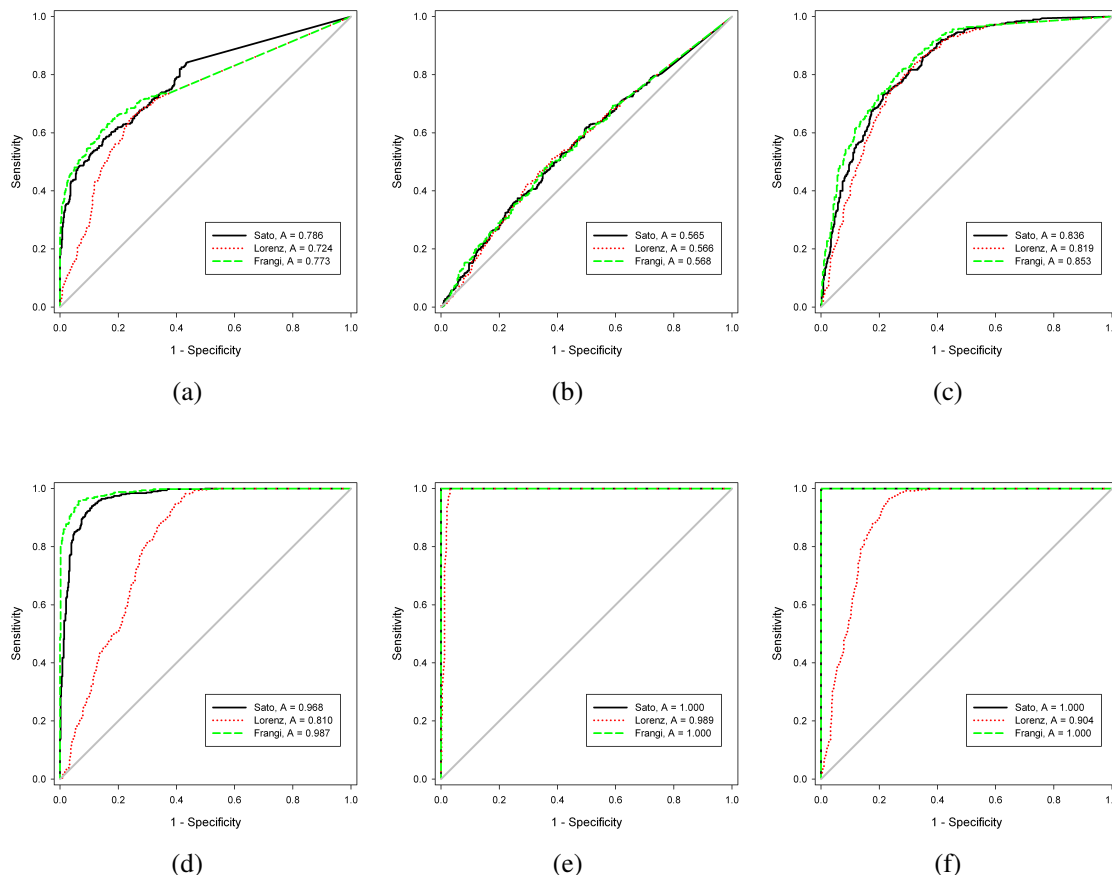 1.0
0.8
0.6
0.4
0.2
0.0
Sensitivity
Sato, A = 0.786
Lorenz, A = 0.724
Frangi, A = 0.773
0.0 0.2 0.4 0.6 0.8 1.0
1 - Specificity
(a)
1.0
0.8
0.6
0.4
0.2
0.0
Sensitivity
Sato, A = 0.565
Lorenz, A = 0.566
Frangi, A = 0.568
0.0 0.2 0.4 0.6 0.8 1.0
1 - Specificity
(b)
1.0
0.8
0.6
0.4
0.2
0.0
Sensitivity
Sato, A = 0.836
Lorenz, A = 0.819
Frangi, A = 0.853
0.0 0.2 0.4 0.6 0.8 1.0
1 - Specificity
(c)
1.0
0.8
0.6
0.4
0.2
0.0
Sensitivity
Sato, A = 0.968
Lorenz, A = 0.810
Frangi, A = 0.987
0.0 0.2 0.4 0.6 0.8 1.0
1 - Specificity
(d)
1.0
0.8
0.6
0.4
0.2
0.0
Sensitivity
Sato, A = 1.000
Lorenz, A = 0.989
Frangi, A = 1.000
0.0 0.2 0.4 0.6 0.8 1.0
1 - Specificity
(e)
1.0
0.8
0.6
0.4
0.2
0.0
Sensitivity
Sato, A = 1.000
Lorenz, A = 0.904
Frangi, A = 1.000
0.0 0.2 0.4 0.6 0.8 1.0
1 - Specificity
(f)